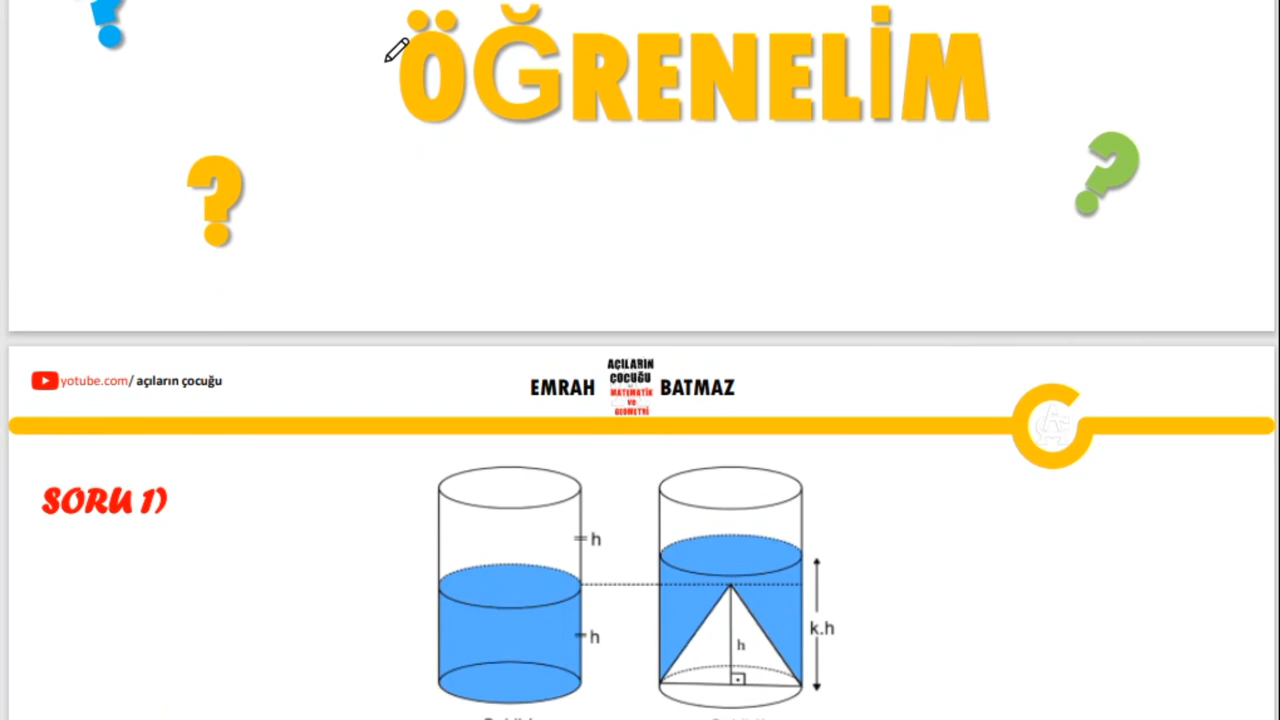 ?
ÖĞRENELİM
?
?
yotube.com/ açıların çocuğu
EMRAH
AÇILARIN
ÇOCUĞU
MATEMATİK
ve
GEOMETRİ
BATMAZ
SORU 1)
h
h
h
k.h